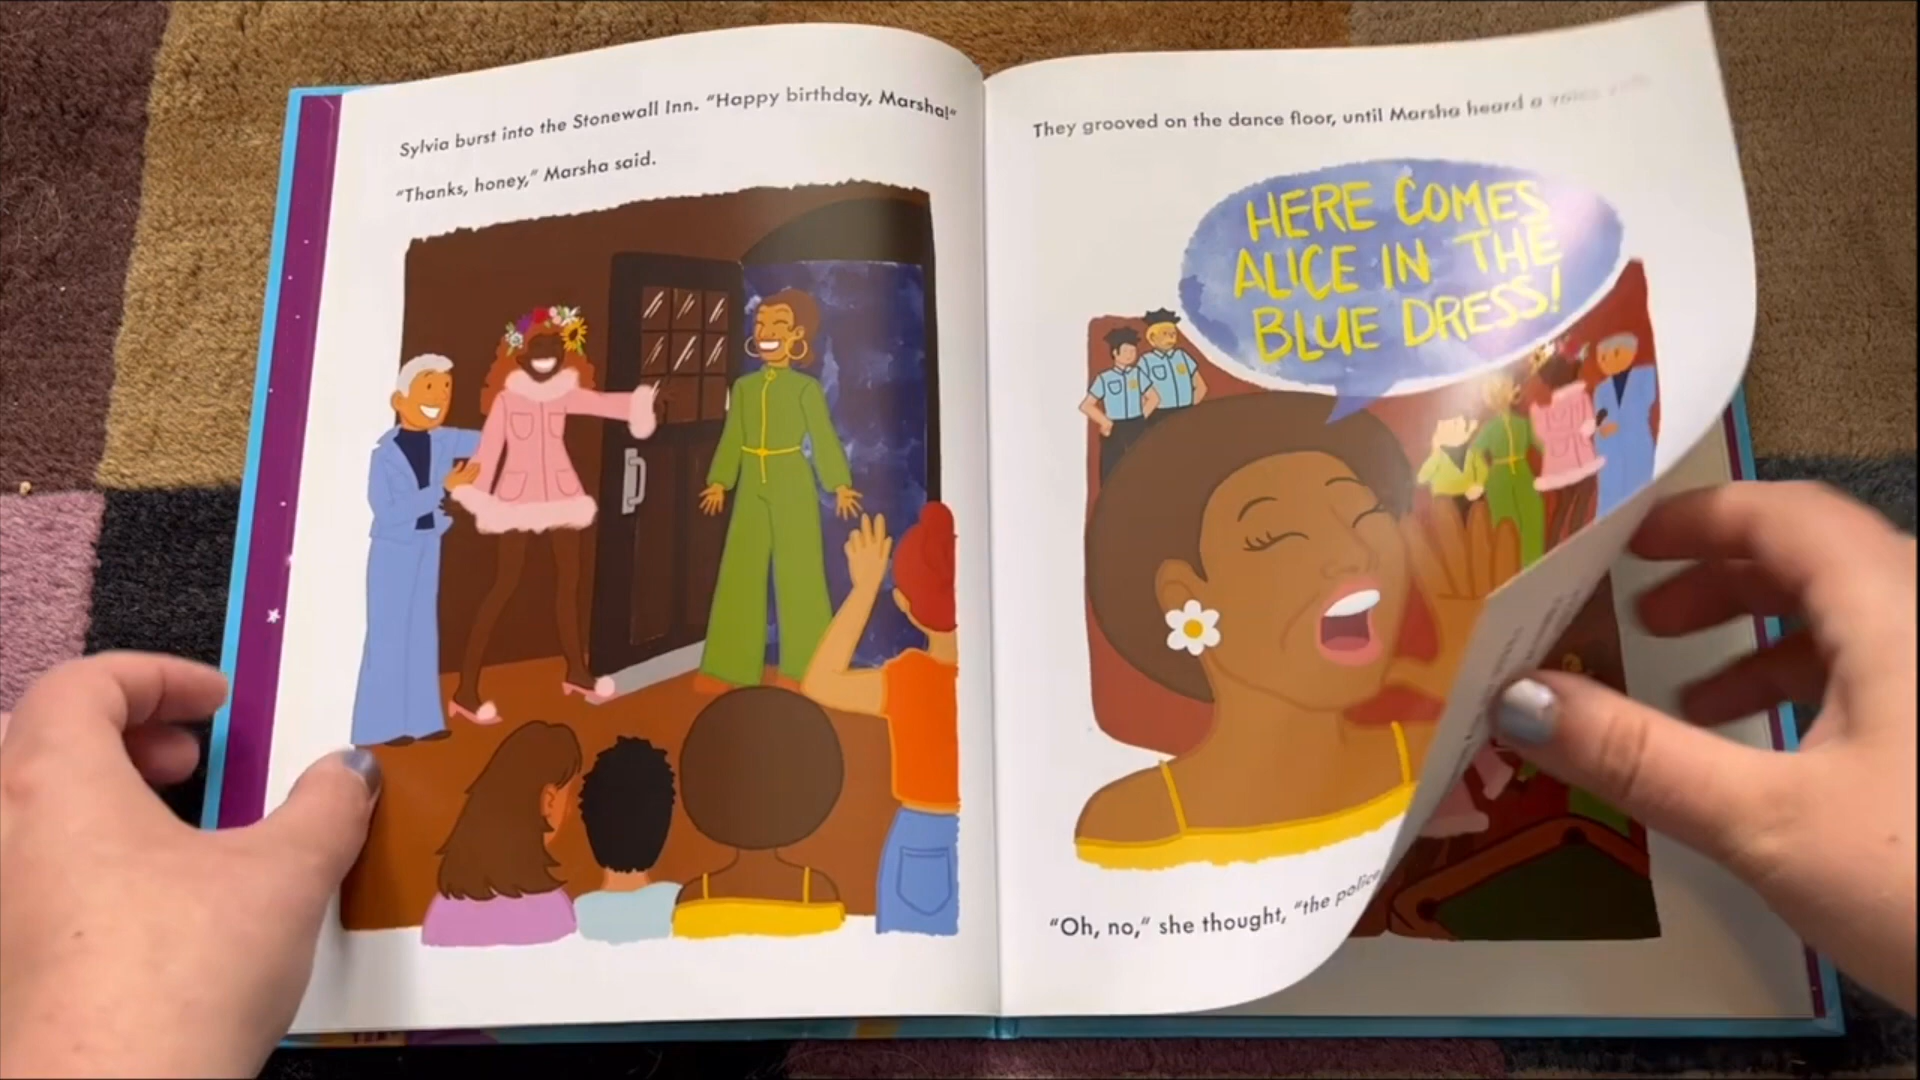 Sylvia burst into the Stonewall Inn. “Happy birthday, Marsha!”
“Thanks, honey,” Marsha said.
They grooved on the dance floor, until Marsha heard a voice
HERE COMES
ALICE IN THE
BLUE DRESS!
“Oh, no,” she thought, “the police